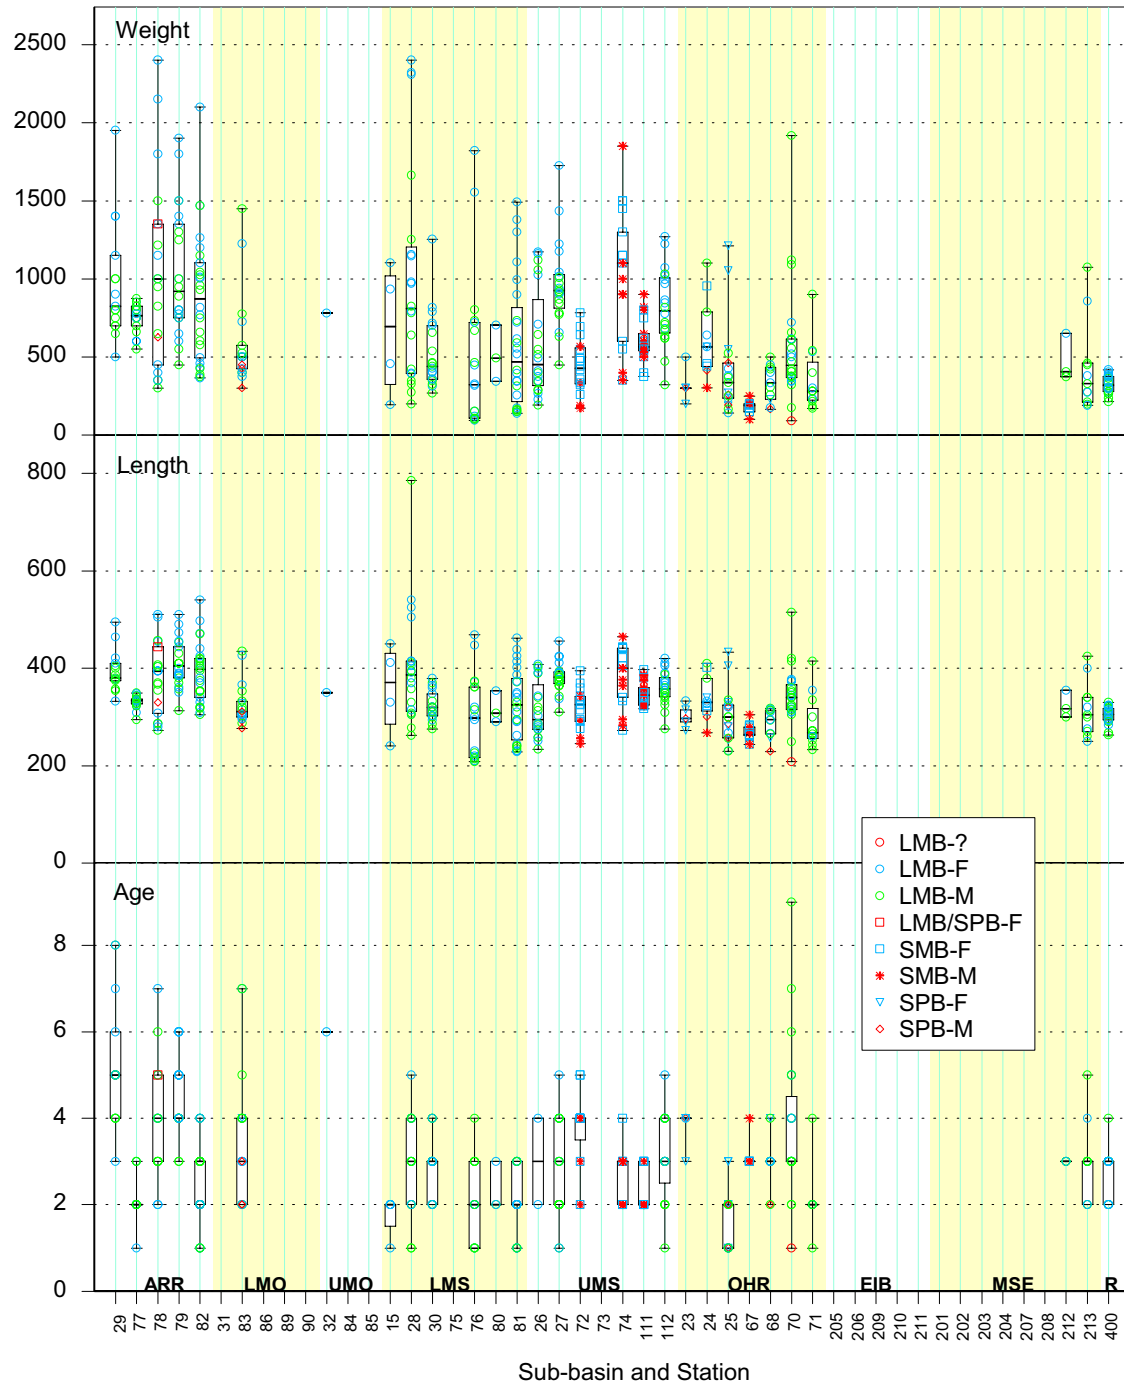 Weight
2500
2000
1500
1000
500
0
Length
800
600
400
200
0
Age
8
6
4
2
0
LMB-?
LMB-F
LMB-M
LMB/SPB-F
SMB-F
SMB-M
SPB-F
SPB-M
ARR LMO UMO LMS UMS OHR EIB MSE R
29 77 78 79 82 31 83 86 89 90 32 84 85 15 28 30 75 76 80 81 26 27 72 73 74 111 112 23 24 25 67 68 70 71 205 206 209 210 211 201 202 203 204 207 208 212 213 400
Sub-basin and Station